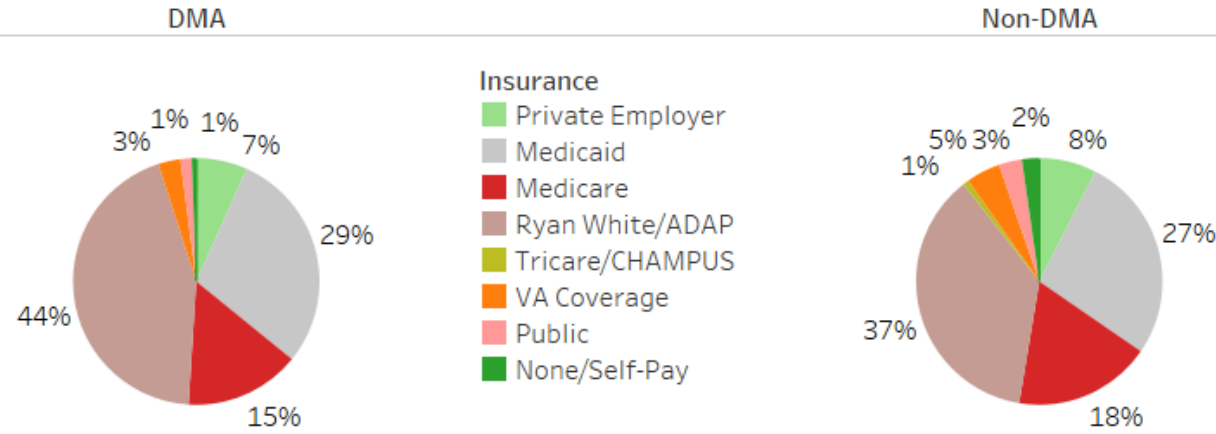 DMA
Non-DMA
Insurance
Private Employer
Medicaid
Medicare
Ryan White/ADAP
Tricare/CHAMPUS
VA Coverage
Public
None/Self-Pay
1% 1%
3% 7%
29%
44%
15%
2%
5% 3% 8%
1%
27%
37%
18%